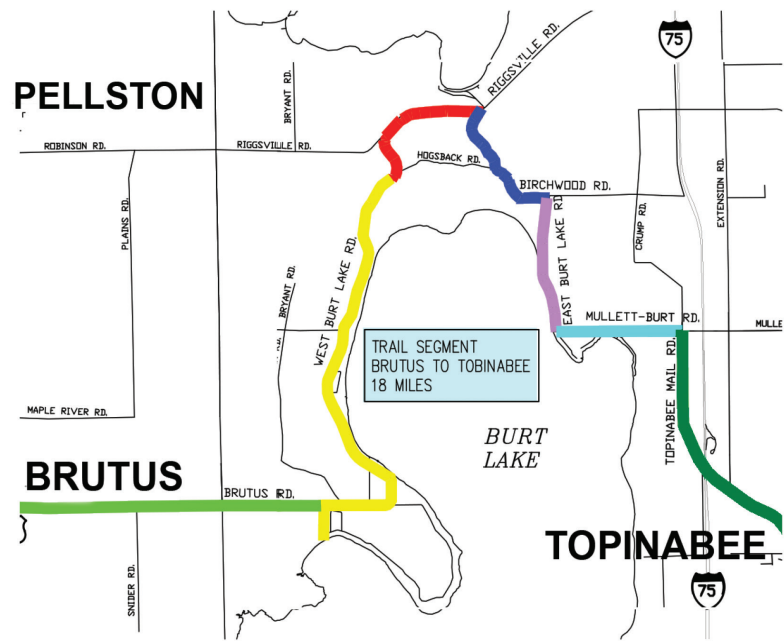 75
PELLSTON
BRYANT RD.
RIGGSVILLE RD.
ROBINSON RD.
RIGGSVILLE RD.
HOGSBACK RD.
BIRCHWOOD RD.
EXTENSION RD.
PLAINS RD.
CRUMP RD.
EAST BURT LAKE RD.
WEST BURT LAKE RD.
BRYANT RD.
MULLETT-BURT RD.
MULLE
TRAIL SEGMENT
BRUTUS TO TOBINABEE
18 MILES
TOPINABEE MAIL RD.
MAPLE RIVER RD.
BURT
LAKE
BRUTUS
BRUTUS RD.
TOPINABEE
SNIDER RD.
75